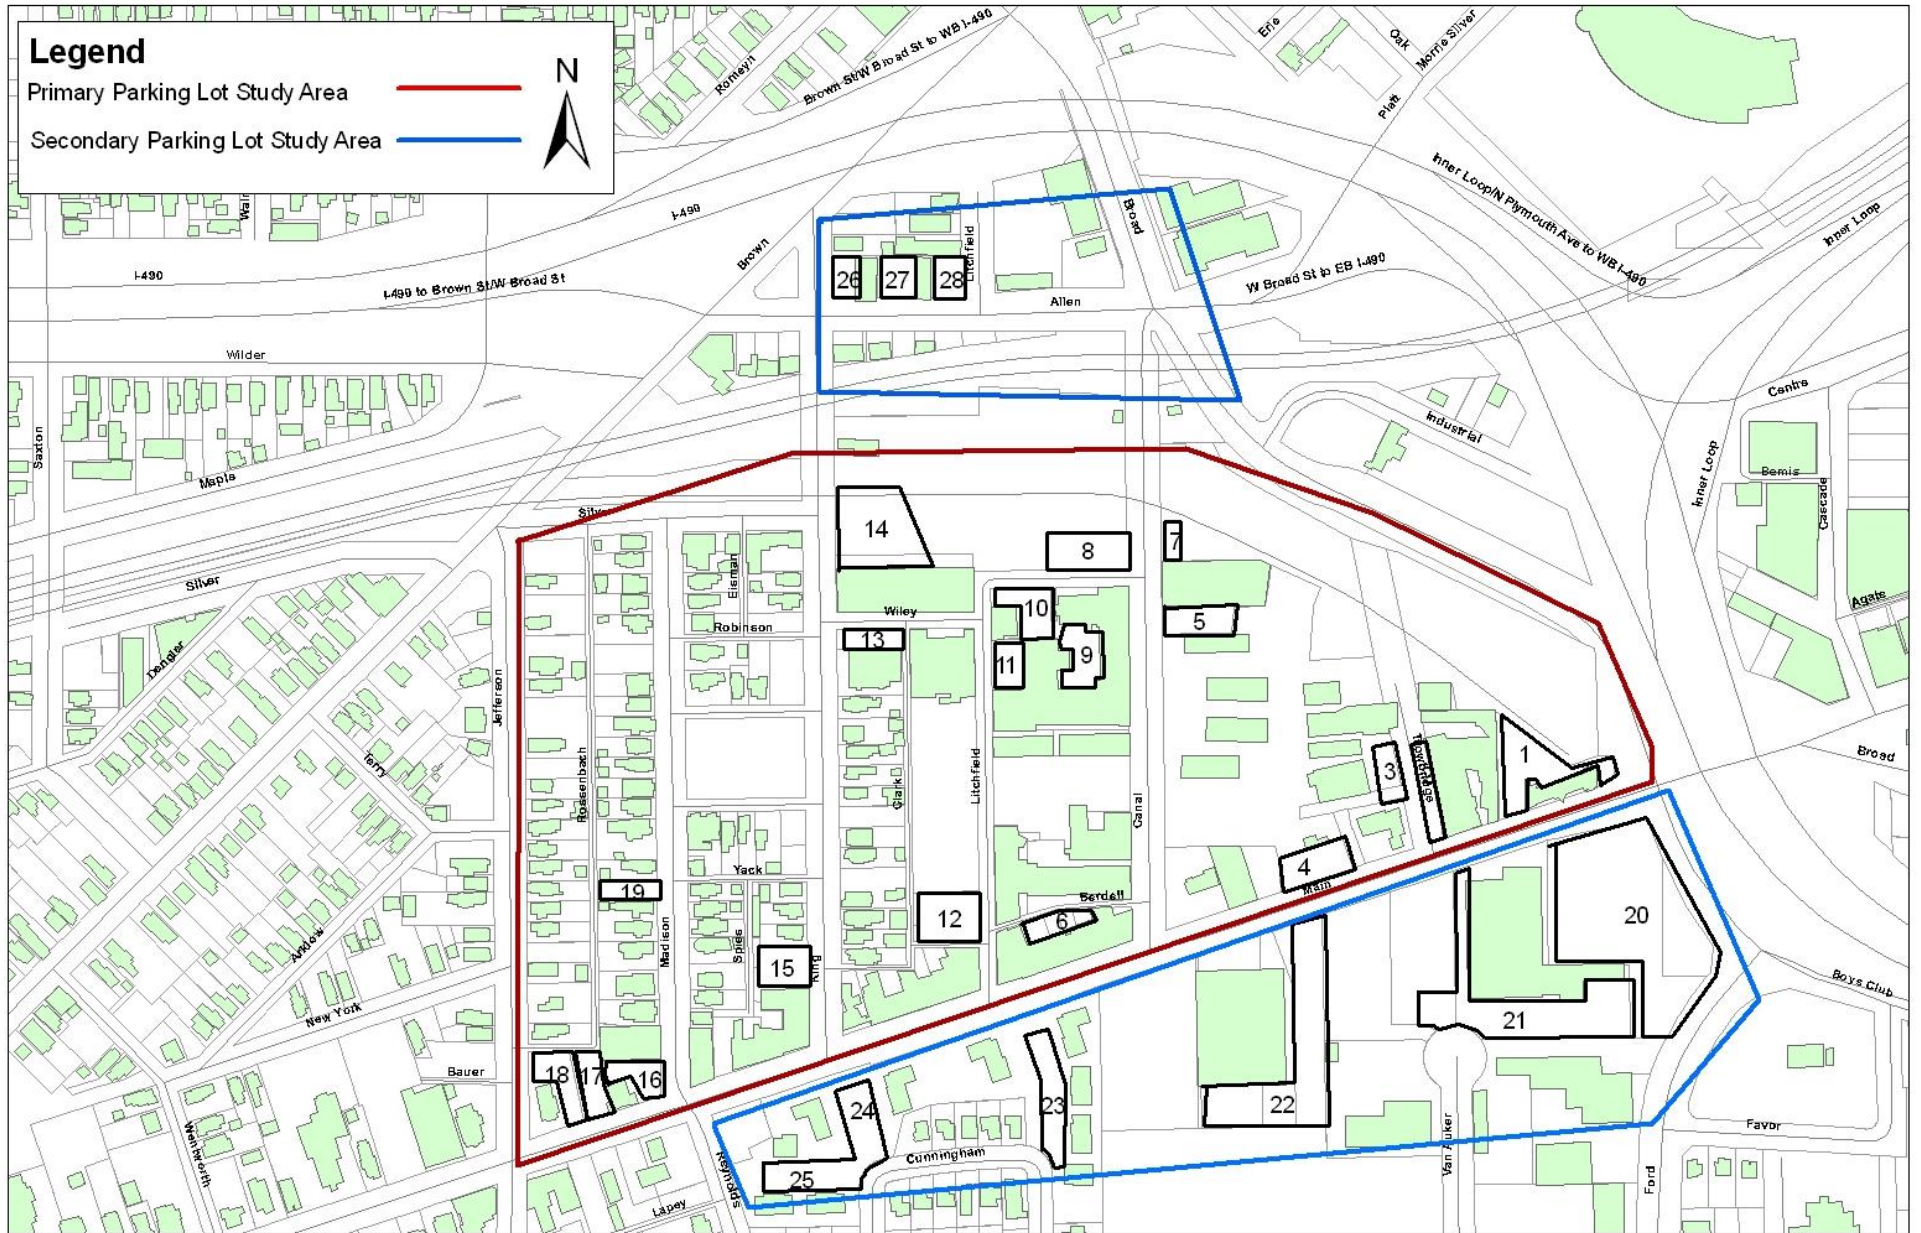 Legend
Primary Parking Lot Study Area
Secondary Parking Lot Study Area
N
Romeyn
Brown St/W Broad St to WB I-490
Erie
Oak
Morrie Silver
Platt
I-490
Brown
Broad
Litchfield
Inner Loop/N Plymouth Ave to WB I-490
Inner Loop
I-490
I-490 to Brown St/W Broad St
26
27
28
Allen
W Broad St to EB I-490
Wilder
Centre
Saxton
Maple
Industrial
Inner Loop
Bemis
Cascade
14
8
7
Silver
Eisman
Wiley
10
5
Agate
Robinson
13
11
9
Dengler
Jefferson
Terry
Rossenbach
Clark
Litchfield
Canal
3
1
Broad
Yack
4
Main
19
Berdell
12
6
20
Arklow
Madison
Spies
15
King
Boys Club
New York
21
Bauer
18
17
16
24
23
22
Wentworth
Reynolds
25
Cunningham
Van Auker
Favor
Lapey
Ford